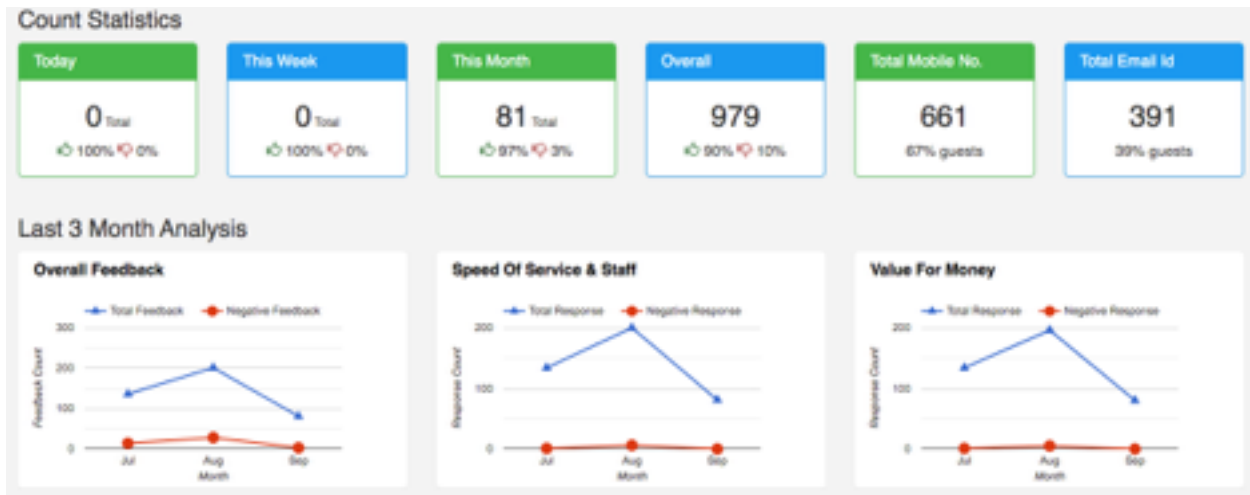 Count Statistics
Today
This Week
This Month
Overall
Total Mobile No.
Total Email Id
0 Total
0 Total
81 Total
979
661
391
100% 0%
100% 0%
97% 3%
90% 10%
67% guests
39% guests
Last 3 Month Analysis
Overall Feedback
Speed Of Service & Staff
Value For Money
Total Feedback Negative Feedback
Total Response Negative Response
Total Response Negative Response
Feedback Count
300
200
100
0
Jul Aug Sep
Month
Response Count
200
100
0
Jul Aug Sep
Month
Response Count
200
100
0
Jul Aug Sep
Month